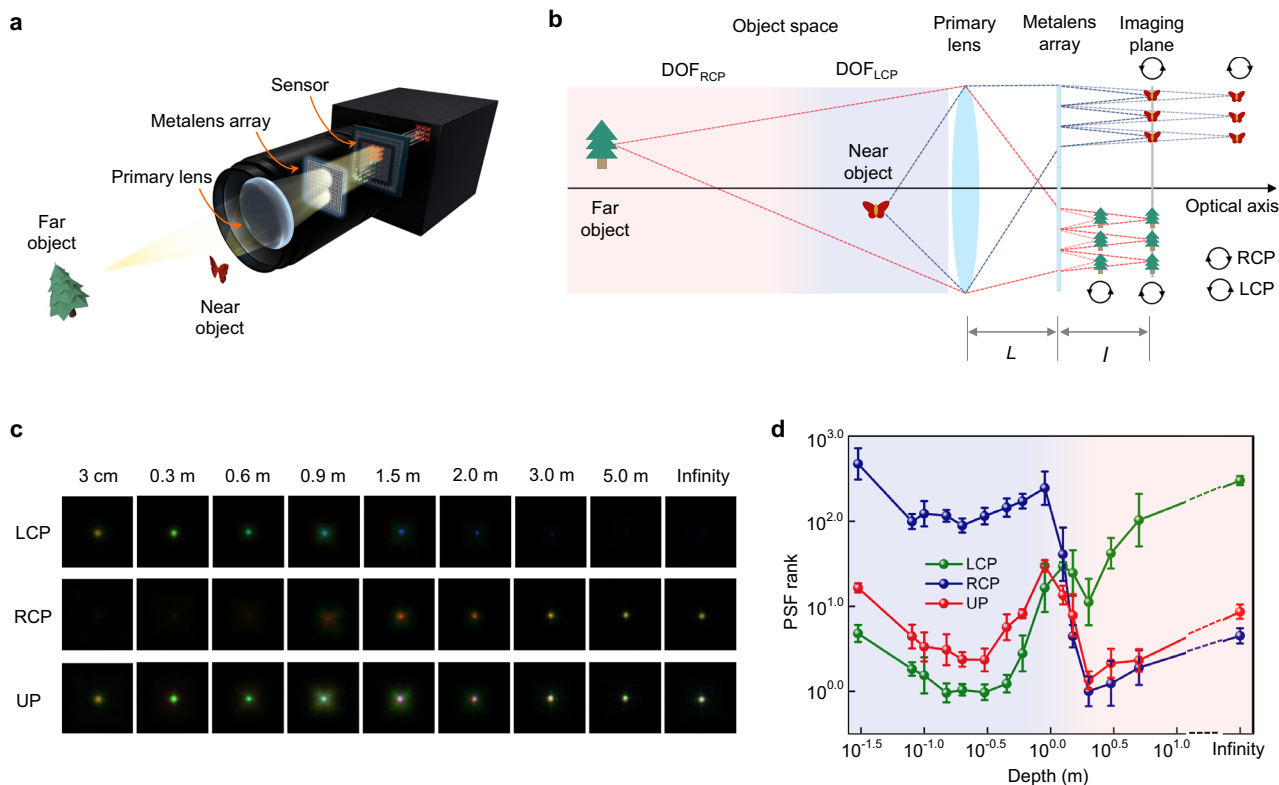 a
Sensor
Metalens array
Primary lens
Far
object
Near
object
b
Object space
Primary
lens
Metalens
array
Imaging
plane
DOF_RCP
DOF_LCP
Near
object
Far
object
Optical axis
RCP
LCP
L
l
c
3 cm 0.3 m 0.6 m 0.9 m 1.5 m 2.0 m 3.0 m 5.0 m Infinity
LCP
RCP
UP
d
10^3.0
10^2.0
10^1.0
10^0.0
PSF rank
LCP
RCP
UP
10^-1.5 10^-1.0 10^-0.5 10^0.0 10^0.5 10^1.0 Infinity
Depth (m)